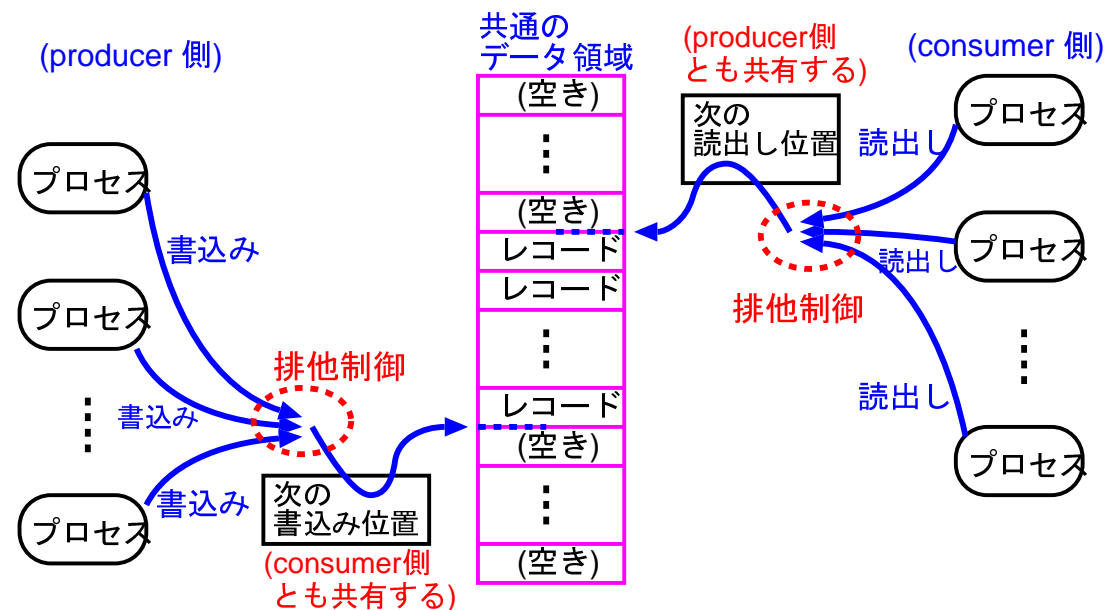 (producer 側)
プロセス
書込み
プロセス
書込み
プロセス
書込み
排他制御
次の
書込み位置
(consumer側
とも共有する)
共通の
データ領域
(空き)
(空き)
レコード
レコード
レコード
(空き)
(空き)
(producer側
とも共有する)
次の
読出し位置
排他制御
(consumer 側)
プロセス
読出し
プロセス
読出し
プロセス
読出し